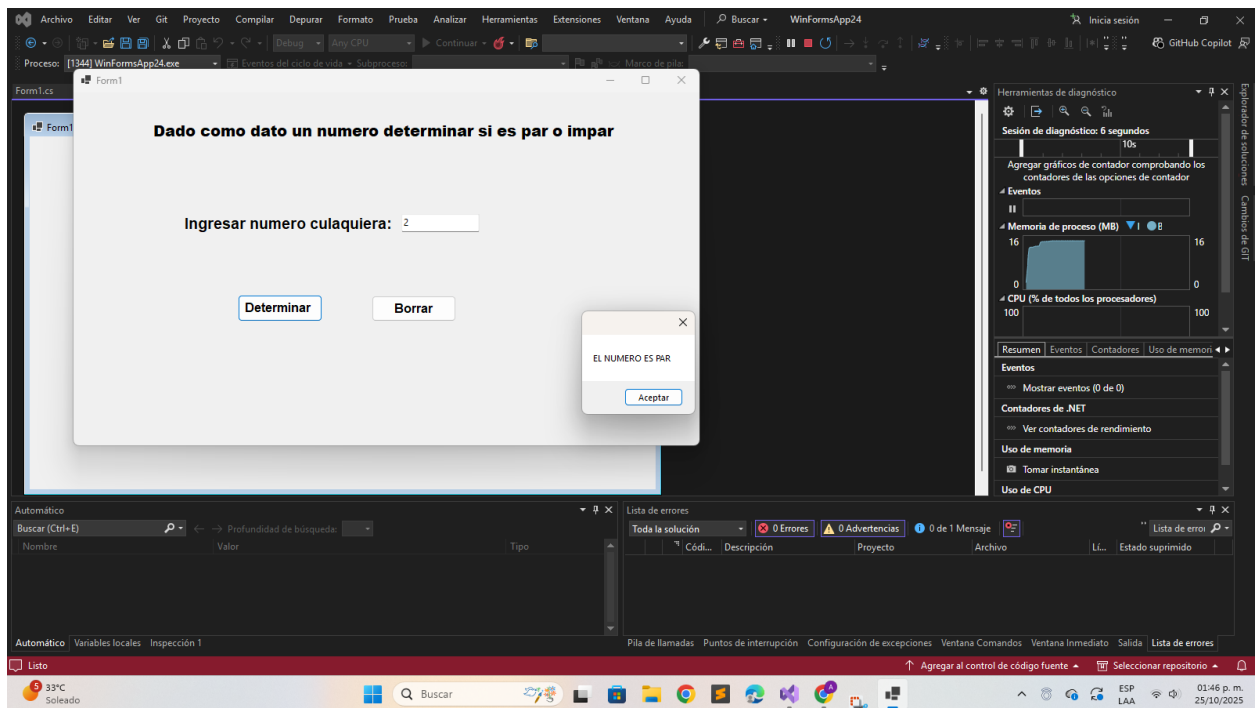 Archivo Editar Ver Git Proyecto Compilar Depurar Formato Prueba Analizar Herramientas Extensiones Ventana Ayuda Buscar WinFormsApp24 Inicia sesión
Debug Any CPU Continuar GitHub Copilot
Proceso: [1344] WinFormsApp24.exe Eventos del ciclo de vida Subproceso: Marco de pila:
Form1
Form1.cs
Form1
Dado como dato un numero determinar si es par o impar
Ingresar numero culaquiera: 2
Determinar Borrar
EL NUMERO ES PAR
Aceptar
Herramientas de diagnóstico
Sesión de diagnóstico: 6 segundos
10s
Agregar gráficos de contador comprobando los
contadores de las opciones de contador
Eventos
Memoria de proceso (MB)
16 16
0 0
CPU (% de todos los procesadores)
100 100
Resumen Eventos Contadores Uso de memori
Eventos
Mostrar eventos (0 de 0)
Contadores de .NET
Ver contadores de rendimiento
Uso de memoria
Tomar instantánea
Uso de CPU
Explorador de soluciones
Cambios de GIT
Automático
Buscar (Ctrl+E) Profundidad de búsqueda:
Nombre Valor Tipo
Automático Variables locales Inspección 1
Lista de errores
Toda la solución 0 Errores 0 Advertencias 0 de 1 Mensaje Lista de error
Códi... Descripción Proyecto Archivo Lí... Estado suprimido
Pila de llamadas Puntos de interrupción Configuración de excepciones Ventana Comandos Ventana Inmediato Salida Lista de errores
Listo Agregar al control de código fuente Seleccionar repositorio
5 33°C
Soleado
Buscar
ESP
LAA
01:46 p. m.
25/10/2025